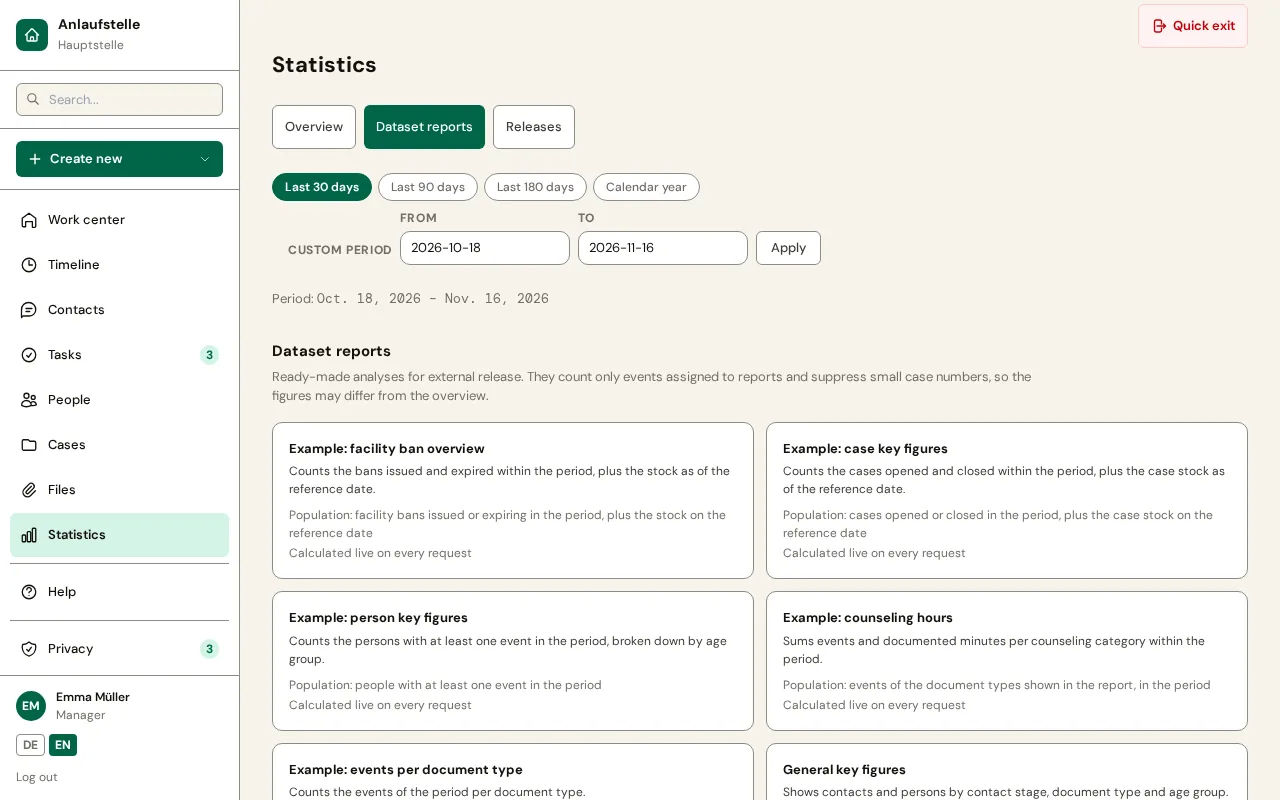 Anlaufstelle
Hauptstelle
Search...
Create new
Work center
Timeline
Contacts
Tasks
3
People
Cases
Files
Statistics
Help
Privacy
3
EM
Emma Müller
Manager
DE
EN
Log out
Quick exit
Statistics
Overview
Dataset reports
Releases
Last 30 days
Last 90 days
Last 180 days
Calendar year
CUSTOM PERIOD
FROM
2026-10-18
TO
2026-11-16
Apply
Period: Oct. 18, 2026 – Nov. 16, 2026
Dataset reports
Ready-made analyses for external release. They count only events assigned to reports and suppress small case numbers, so the
figures may differ from the overview.
Example: facility ban overview
Counts the bans issued and expired within the period, plus the stock as of the
reference date.
Population: facility bans issued or expiring in the period, plus the stock on the
reference date
Calculated live on every request
Example: case key figures
Counts the cases opened and closed within the period, plus the case stock as
of the reference date.
Population: cases opened or closed in the period, plus the case stock on the
reference date
Calculated live on every request
Example: person key figures
Counts the persons with at least one event in the period, broken down by age
group.
Population: people with at least one event in the period
Calculated live on every request
Example: counseling hours
Sums events and documented minutes per counseling category within the
period.
Population: events of the document types shown in the report, in the period
Calculated live on every request
Example: events per document type
Counts the events of the period per document type.
General key figures
Shows contacts and persons by contact stage, document type and age group.